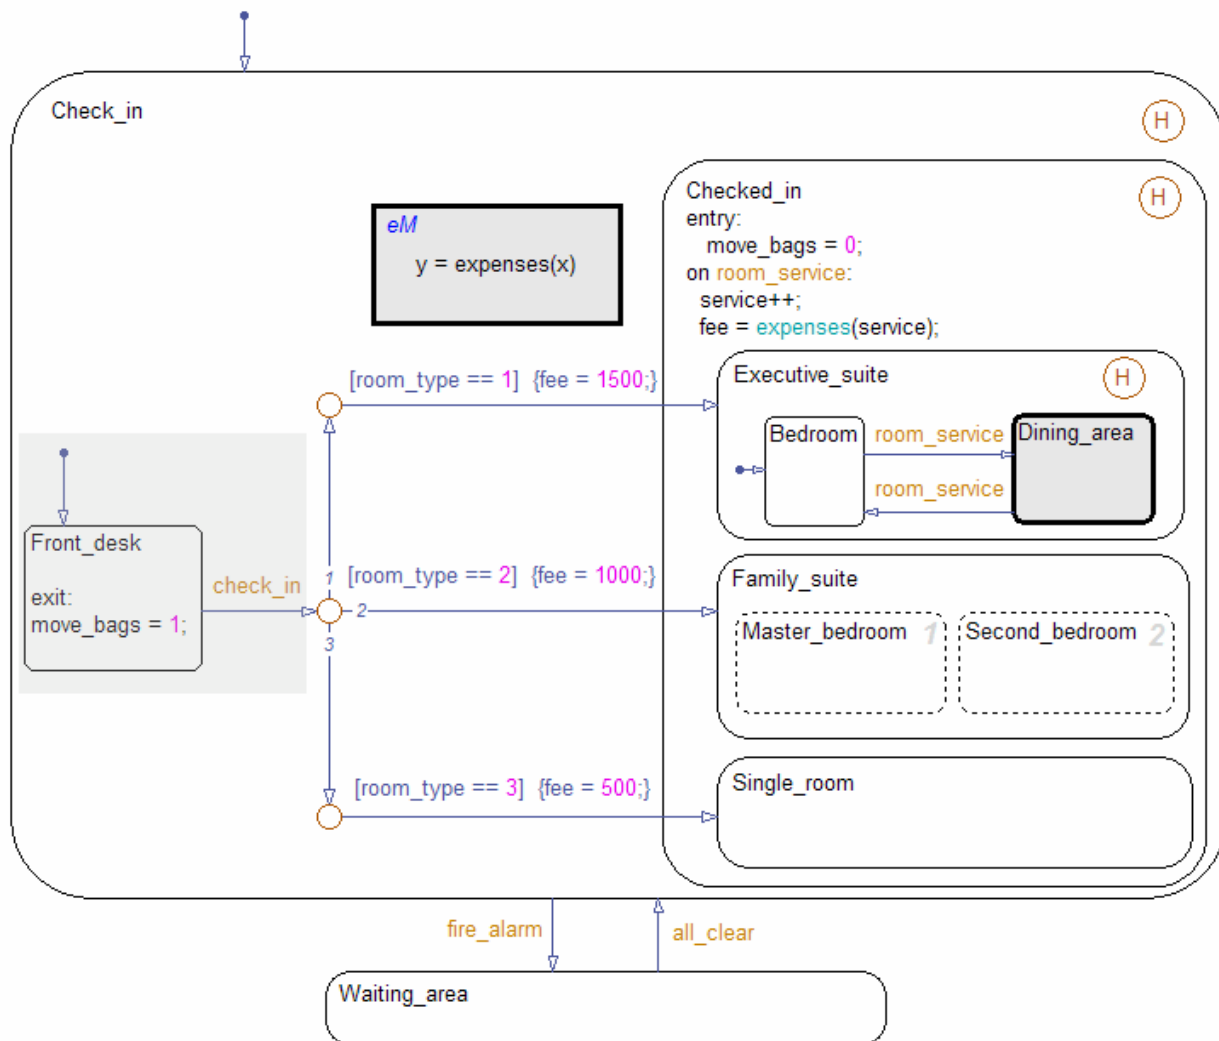 Check_in
H
Checked_in
H
entry:
move_bags = 0;
on room_service:
service++;
fee = expenses(service);
eM
y = expenses(x)
[room_type == 1] {fee = 1500;}
Executive_suite
H
Bedroom
room_service
Dining_area
room_service
Front_desk
exit:
move_bags = 1;
check_in
1
2
3
[room_type == 2] {fee = 1000;}
Family_suite
Master_bedroom 1
Second_bedroom 2
[room_type == 3] {fee = 500;}
Single_room
fire_alarm
all_clear
Waiting_area